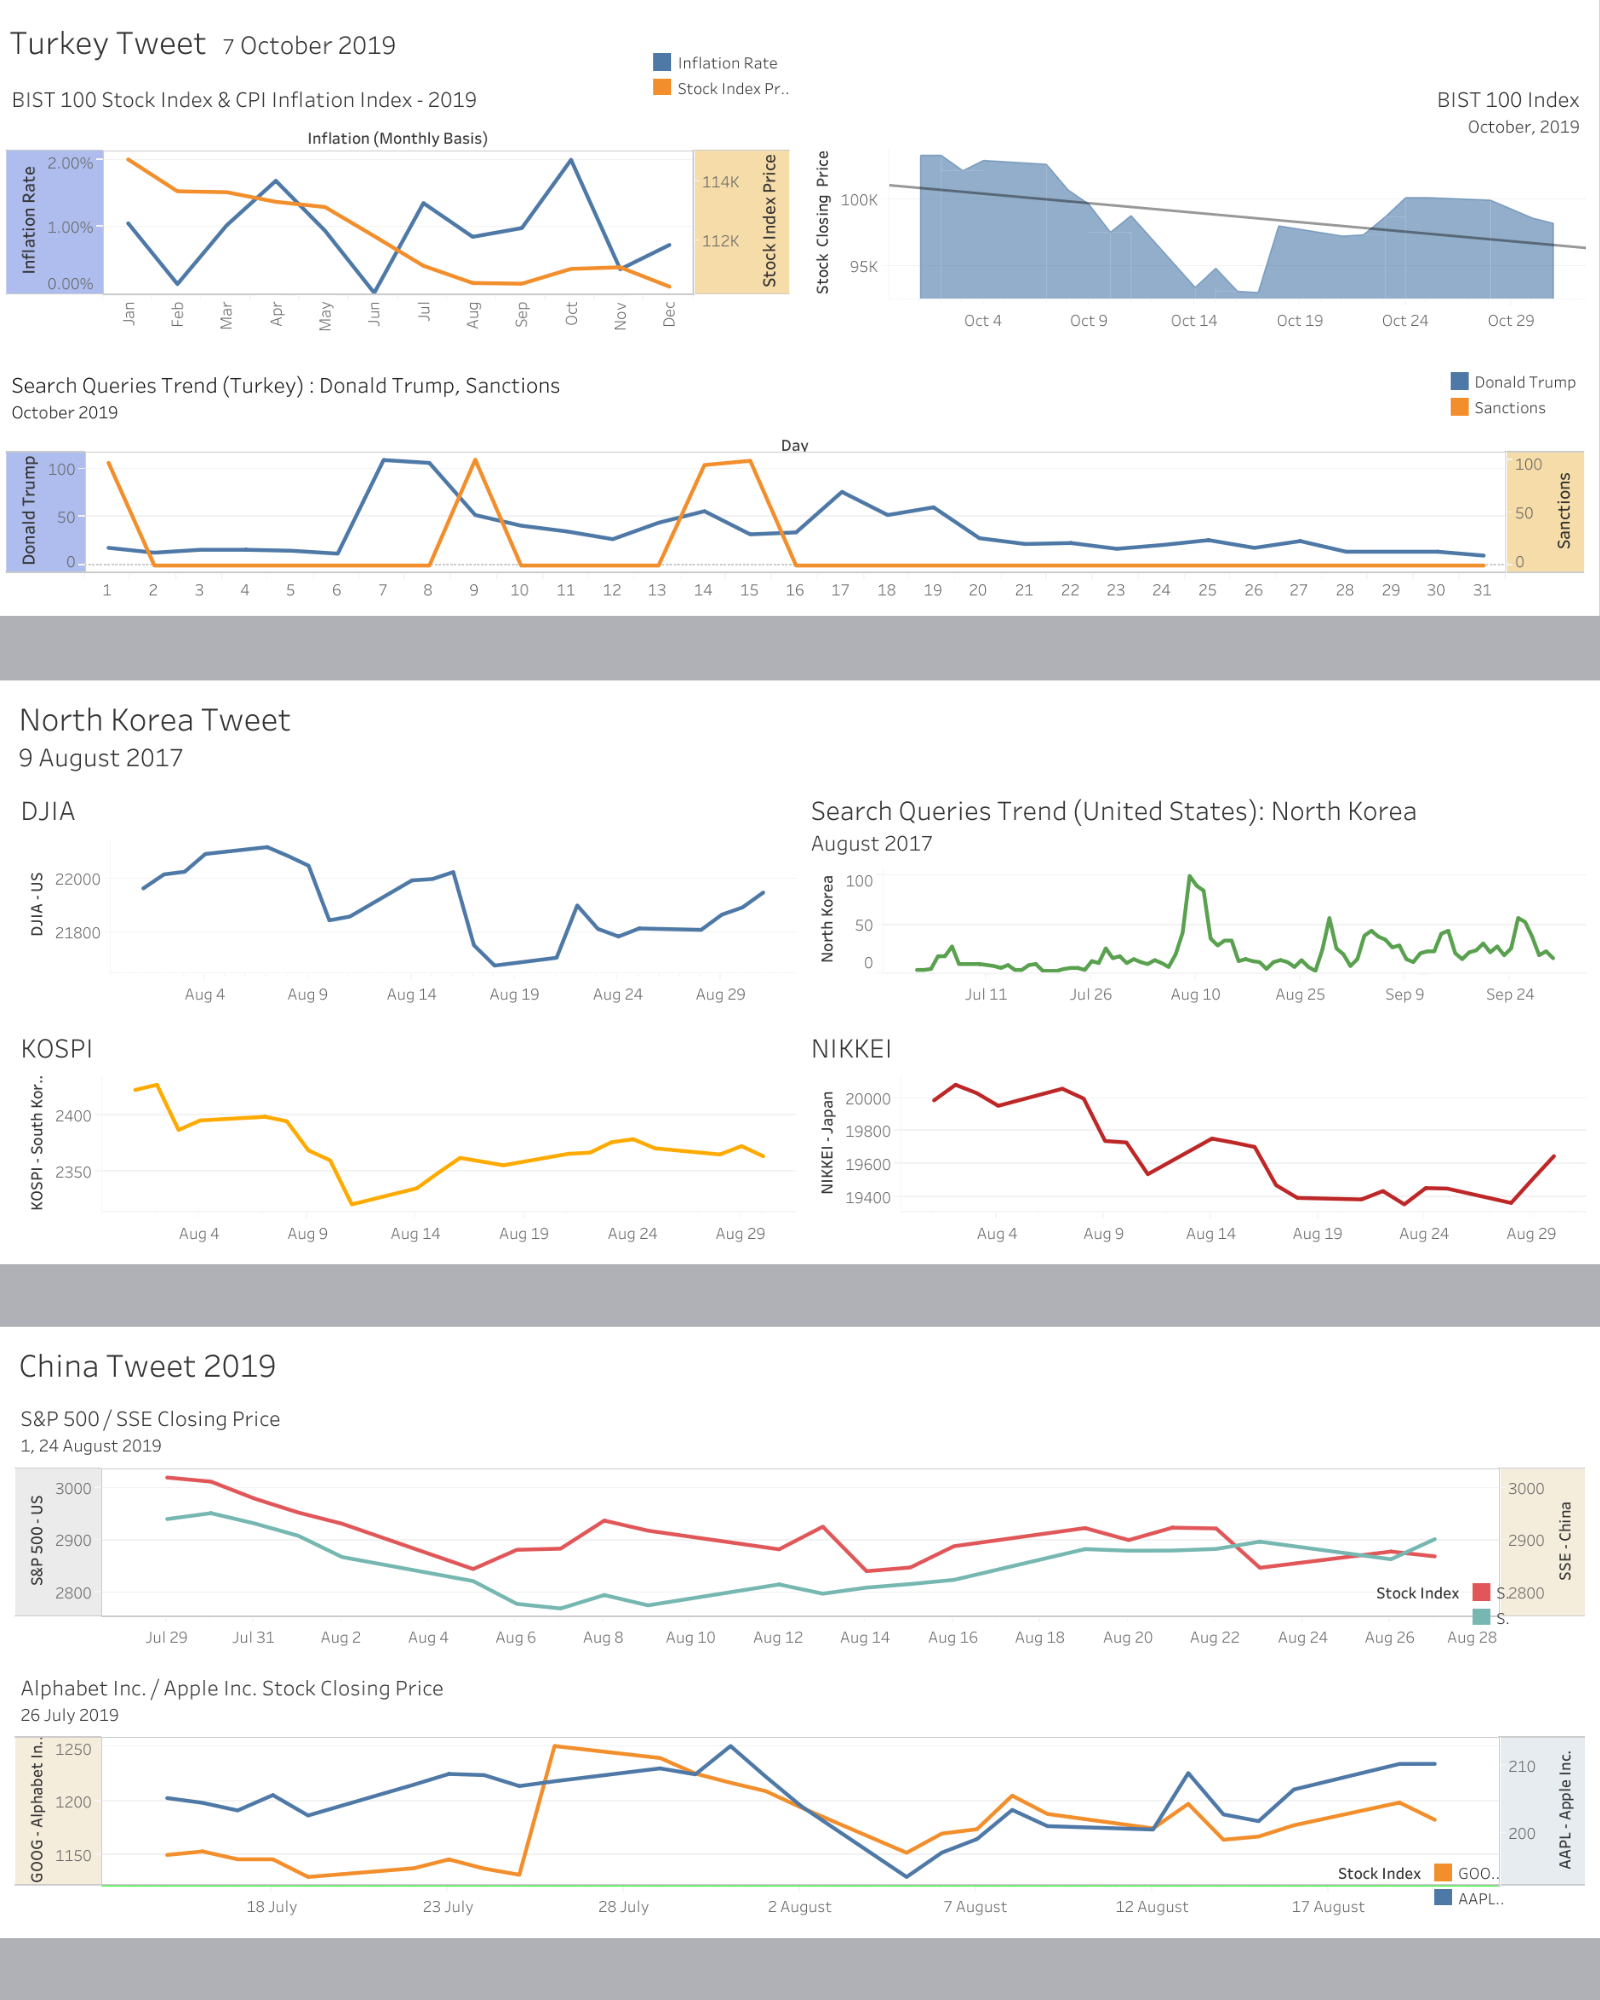 Turkey Tweet 7 October 2019
Inflation Rate
Stock Index Pr..
BIST 100 Stock Index & CPI Inflation Index - 2019
Inflation (Monthly Basis)
Inflation Rate
2.00%
1.00%
0.00%
114K
112K
Stock Index Price
Jan Feb Mar Apr May Jun Jul Aug Sep Oct Nov Dec
BIST 100 Index
October, 2019
Stock Closing Price
100K
95K
Oct 4 Oct 9 Oct 14 Oct 19 Oct 24 Oct 29
Search Queries Trend (Turkey) : Donald Trump, Sanctions
October 2019
Donald Trump
Sanctions
Day
Donald Trump
100
50
0
100
50
0
Sanctions
1 2 3 4 5 6 7 8 9 10 11 12 13 14 15 16 17 18 19 20 21 22 23 24 25 26 27 28 29 30 31
North Korea Tweet
9 August 2017
DJIA
DJIA - US
22000
21800
Aug 4 Aug 9 Aug 14 Aug 19 Aug 24 Aug 29
Search Queries Trend (United States): North Korea
August 2017
North Korea
100
50
0
Jul 11 Jul 26 Aug 10 Aug 25 Sep 9 Sep 24
KOSPI
KOSPI - South Kor..
2400
2350
Aug 4 Aug 9 Aug 14 Aug 19 Aug 24 Aug 29
NIKKEI
NIKKEI - Japan
20000
19800
19600
19400
Aug 4 Aug 9 Aug 14 Aug 19 Aug 24 Aug 29
China Tweet 2019
S&P 500 / SSE Closing Price
1, 24 August 2019
S&P 500 - US
3000
2900
2800
3000
2900
2800
SSE - China
Stock Index
S.
S.
Jul 29 Jul 31 Aug 2 Aug 4 Aug 6 Aug 8 Aug 10 Aug 12 Aug 14 Aug 16 Aug 18 Aug 20 Aug 22 Aug 24 Aug 26 Aug 28
Alphabet Inc. / Apple Inc. Stock Closing Price
26 July 2019
GOOG - Alphabet In..
1250
1200
1150
210
200
AAPL - Apple Inc.
Stock Index
GOO..
AAPL..
18 July 23 July 28 July 2 August 7 August 12 August 17 August